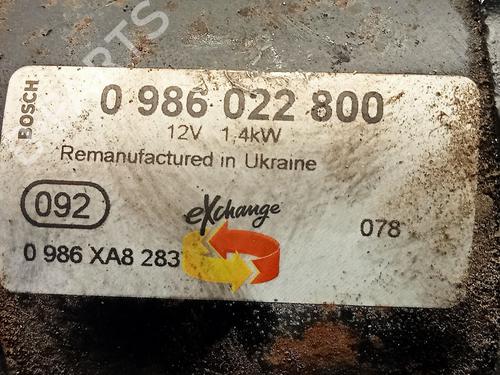 BOSCH
0 986 022 800
12V 1,4kW
Remanufactured in Ukraine
092
eXchange
078
0 986 XA8 283